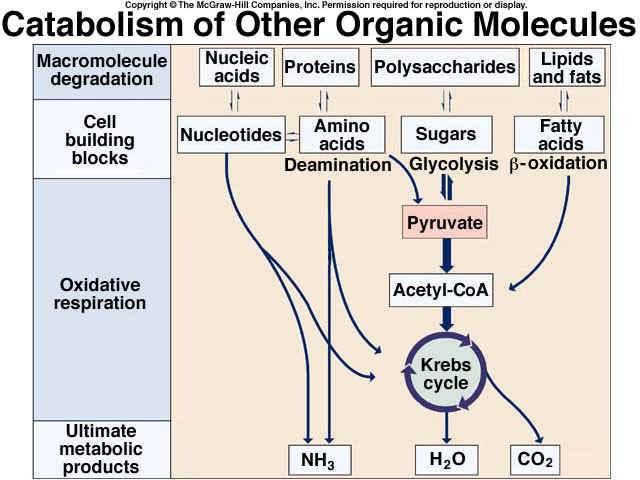 Copyright © The McGraw-Hill Companies, Inc. Permission required for reproduction or display.
Catabolism of Other Organic Molecules
Macromolecule
degradation
Nucleic
acids
Proteins
Polysaccharides
Lipids
and fats
Cell
building
blocks
Nucleotides
Amino
acids
Sugars
Fatty
acids
Deamination
Glycolysis
β-oxidation
Pyruvate
Oxidative
respiration
Acetyl-CoA
Krebs
cycle
Ultimate
metabolic
products
NH₃
H₂O
CO₂